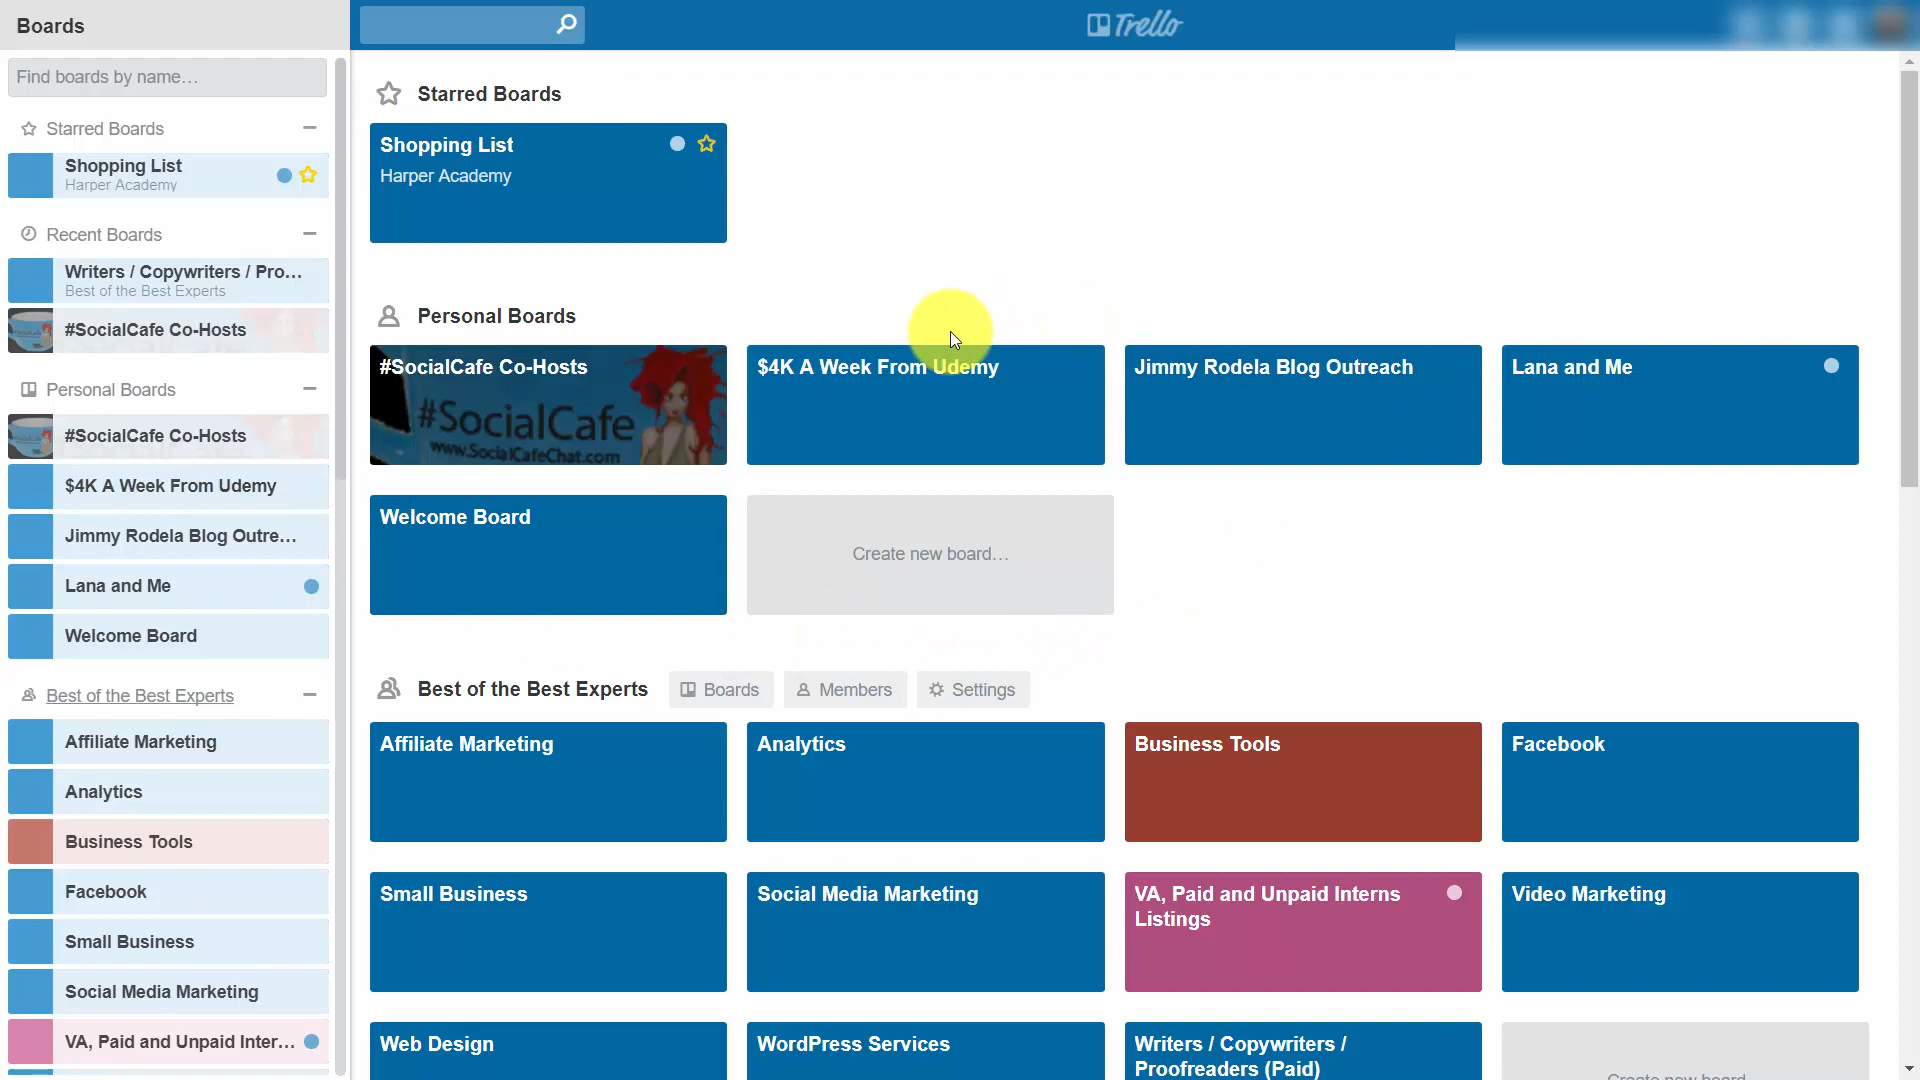 Boards
Find boards by name…
Starred Boards
Shopping List
Harper Academy
Recent Boards
Writers / Copywriters / Pro...
Best of the Best Experts
#SocialCafe Co-Hosts
Personal Boards
#SocialCafe Co-Hosts
$4K A Week From Udemy
Jimmy Rodela Blog Outre...
Lana and Me
Welcome Board
Best of the Best Experts
Affiliate Marketing
Analytics
Business Tools
Facebook
Small Business
Social Media Marketing
VA, Paid and Unpaid Inter...
Trello
Starred Boards
Shopping List
Harper Academy
Personal Boards
#SocialCafe Co-Hosts
#SocialCafe
www.SocialCafeChat.com
$4K A Week From Udemy
Jimmy Rodela Blog Outreach
Lana and Me
Welcome Board
Create new board…
Best of the Best Experts
Boards
Members
Settings
Affiliate Marketing
Analytics
Business Tools
Facebook
Small Business
Social Media Marketing
VA, Paid and Unpaid Interns
Listings
Video Marketing
Web Design
WordPress Services
Writers / Copywriters /
Proofreaders (Paid)
Create new board